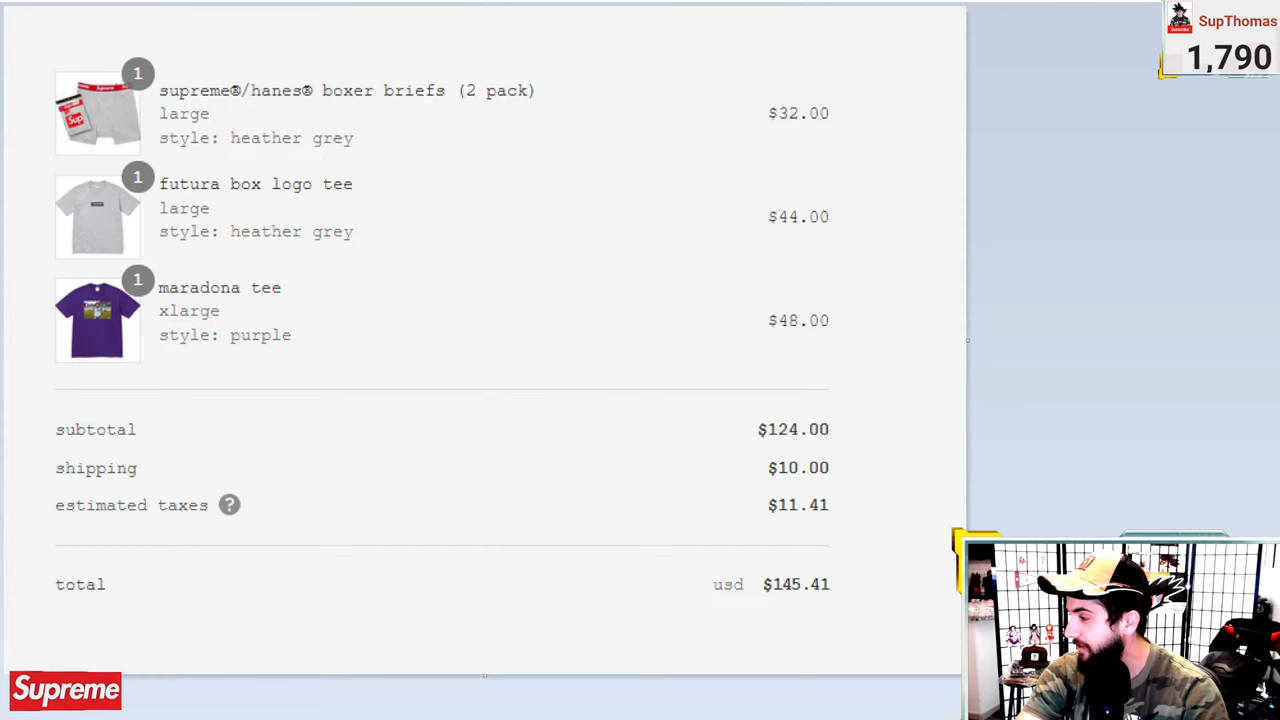 SupThomas
1,790
1
supreme®/hanes® boxer briefs (2 pack)
large
style: heather grey
$32.00
Supreme
Sup
1
futura box logo tee
large
style: heather grey
$44.00
1
maradona tee
xlarge
style: purple
$48.00
subtotal $124.00
shipping $10.00
estimated taxes ? $11.41
total usd $145.41
Supreme